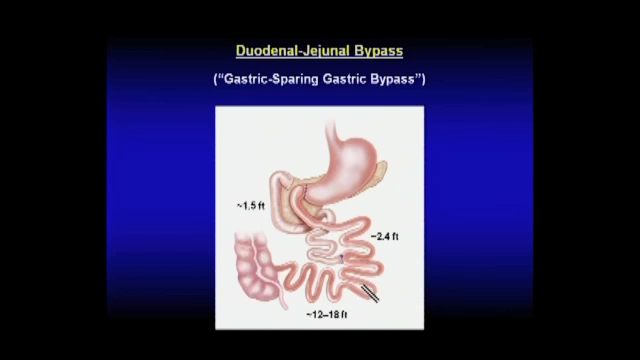 Duodenal-Jejunal Bypass
(“Gastric-Sparing Gastric Bypass”)
~1.5 ft
~2.4 ft
~12–18 ft